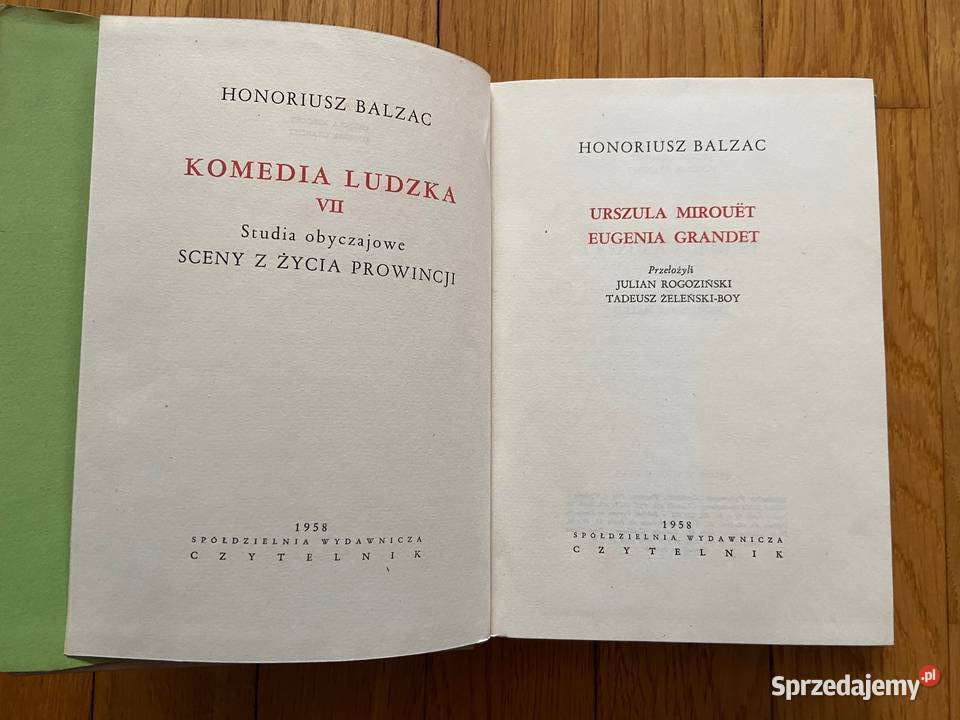 HONORIUSZ BALZAC
KOMEDIA LUDZKA
VII
Studia obyczajowe
SCENY Z ŻYCIA PROWINCJI
1958
SPÓŁDZIELNIA WYDAWNICZA
CZYTELNIK
HONORIUSZ BALZAC
URSZULA MIROUËT
EUGENIA GRANDET
Przełożyli
JULIAN ROGOZIŃSKI
TADEUSZ ŻELEŃSKI-BOY
1958
SPÓŁDZIELNIA WYDAWNICZA
CZYTELNIK
Sprzedajemy.pl